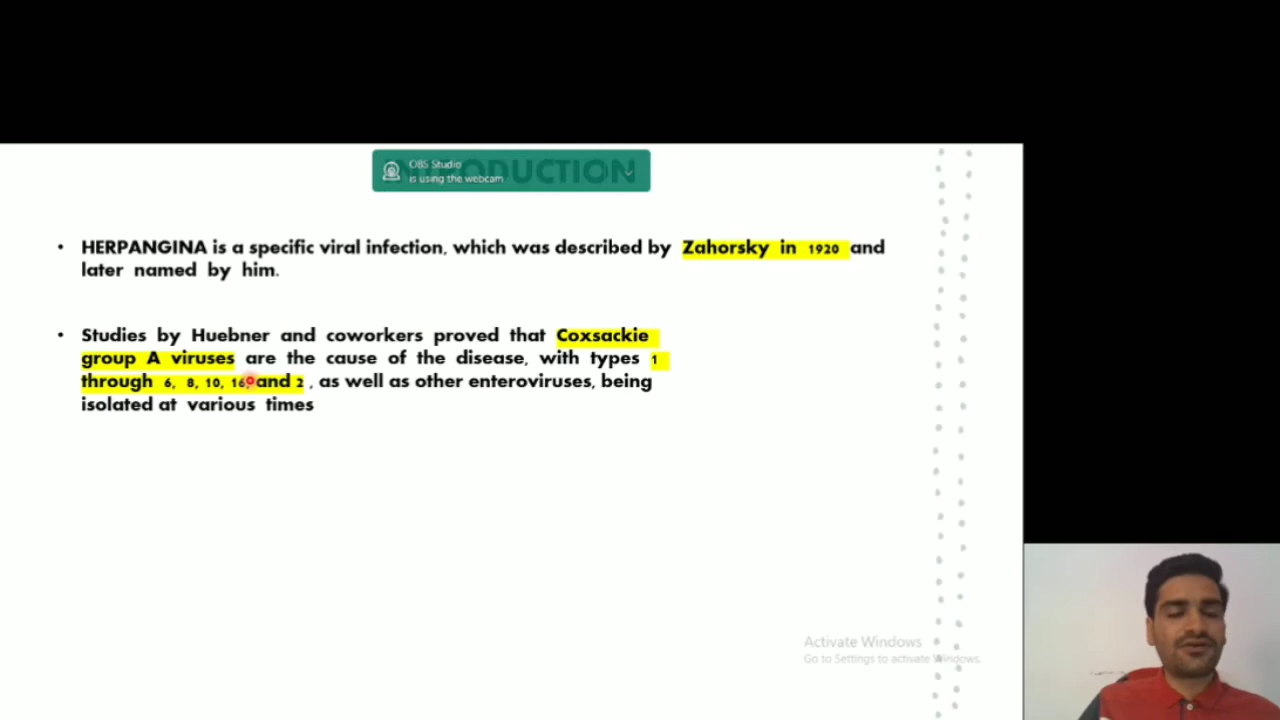 OBS Studio
is using the webcam
INTRODUCTION
• HERPANGINA is a specific viral infection, which was described by Zahorsky in 1920 and
later named by him.
• Studies by Huebner and coworkers proved that Coxsackie
group A viruses are the cause of the disease, with types 1
through 6, 8, 10, 16, and 2 , as well as other enteroviruses, being
isolated at various times
Activate Windows
Go to Settings to activate Windows.